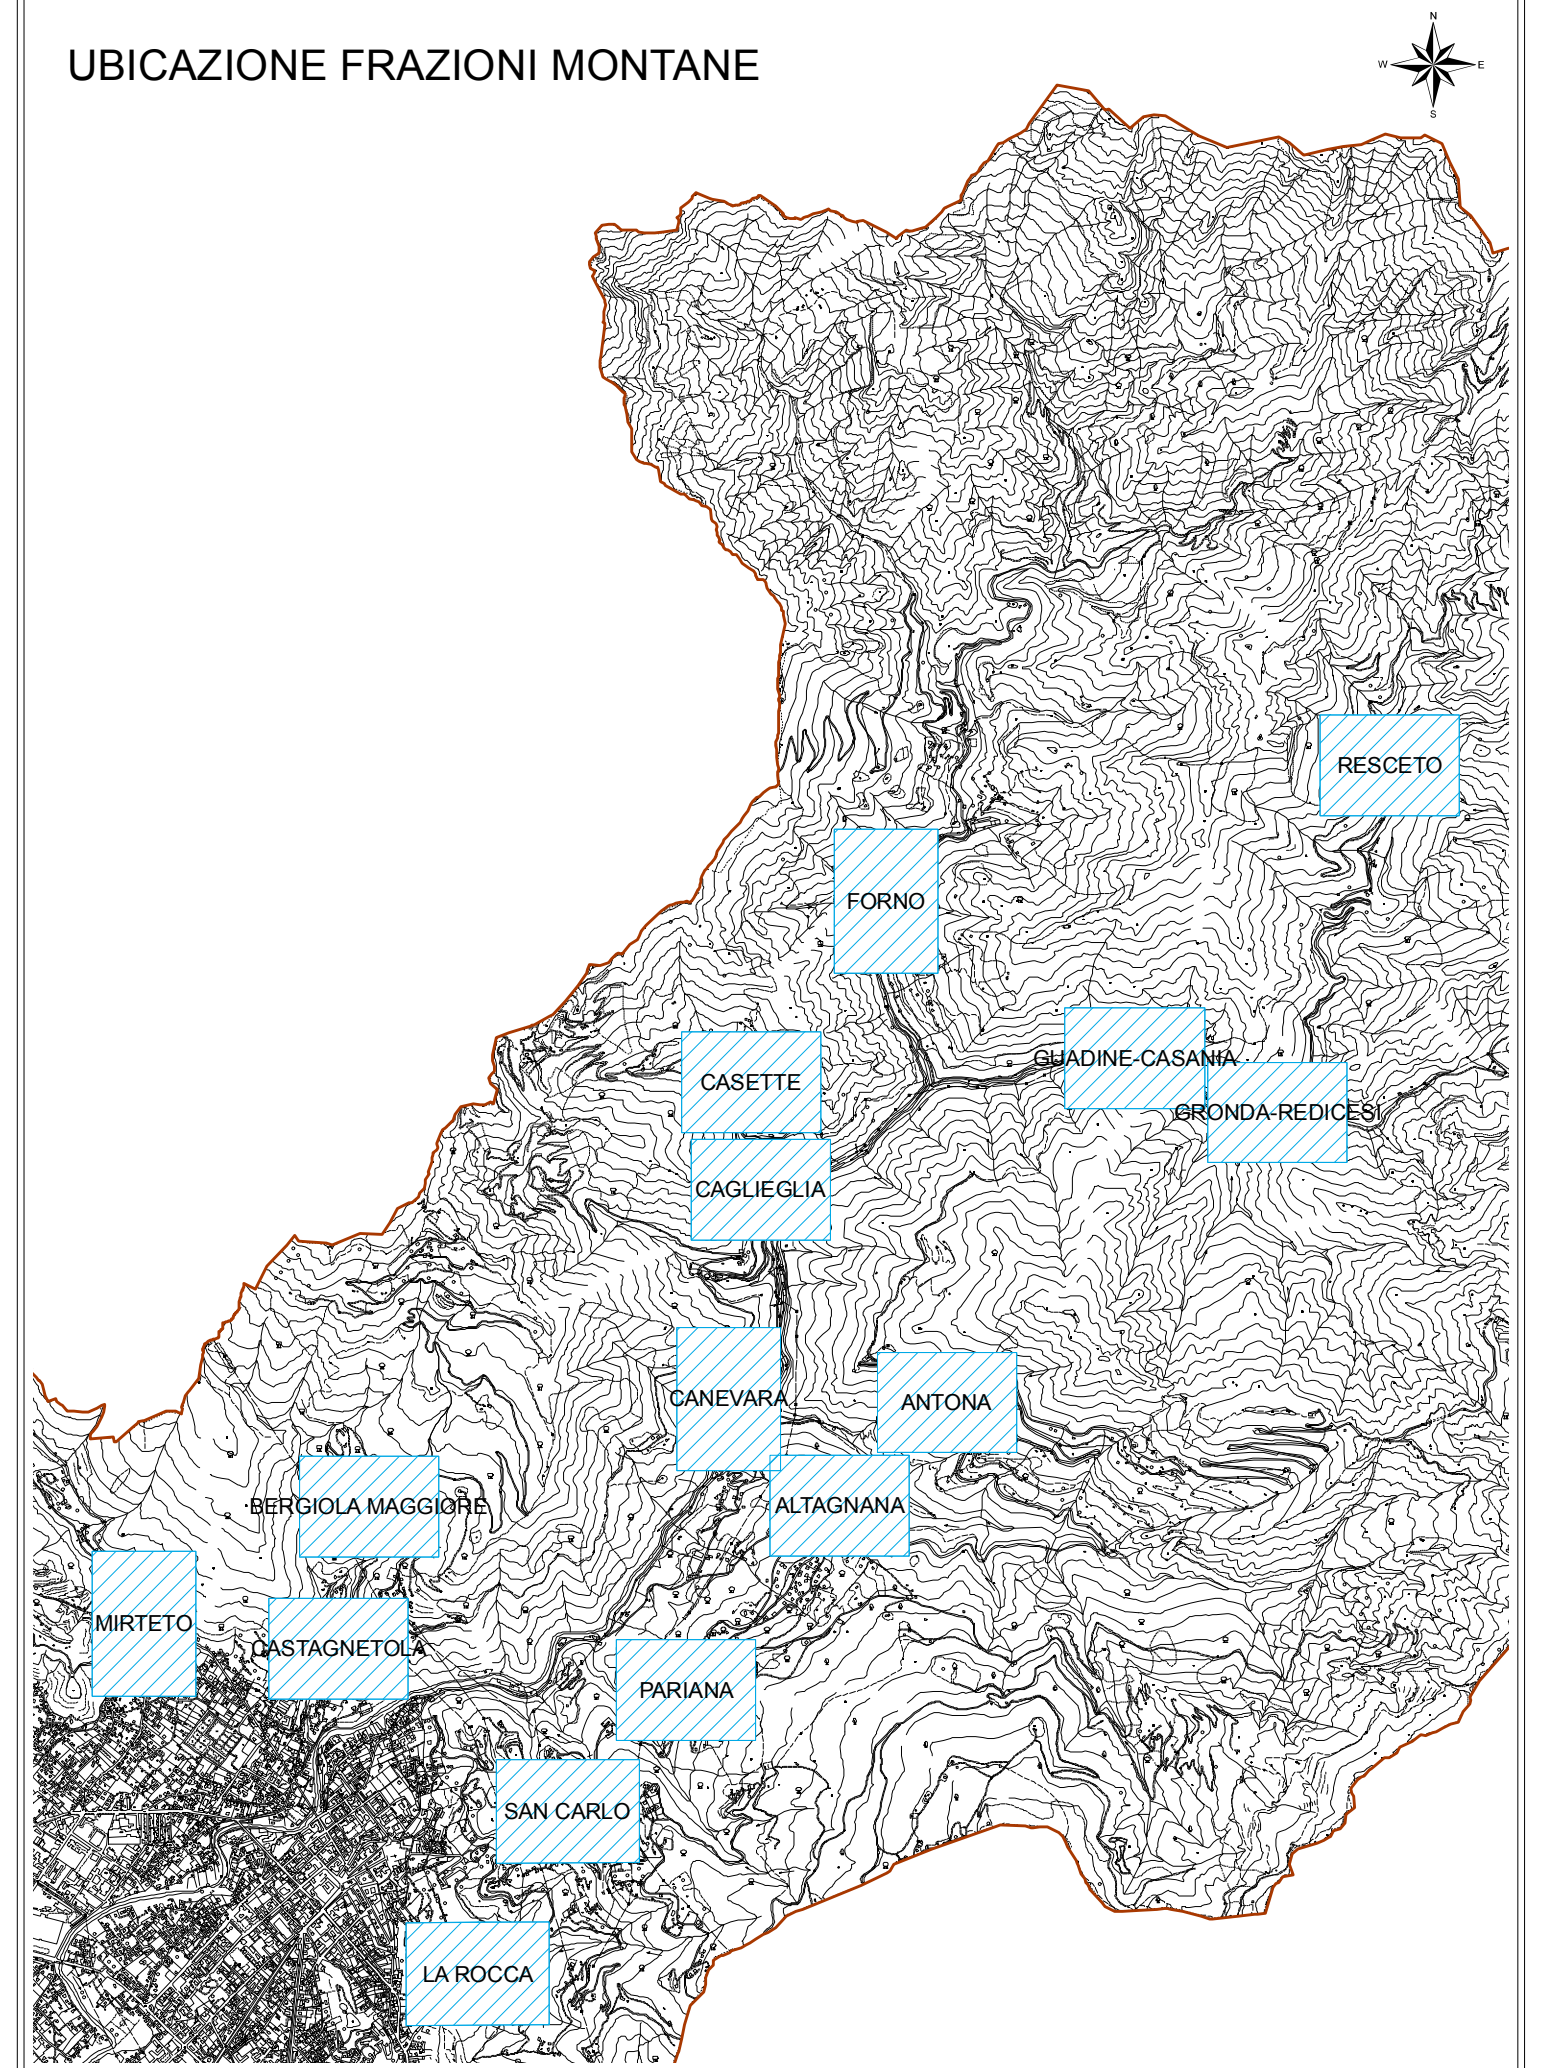 N
UBICAZIONE FRAZIONI MONTANE
W
E
S
RESCETO
FORNO
GUADINE-CASANIA
CASETTE
GRONDA-REDICESI
CAGLIEGLIA
CANEVARA
ANTONA
BERGIOLA MAGGIORE
ALTAGNANA
MIRTETO
CASTAGNETOLA
PARIANA
SAN CARLO
LA ROCCA